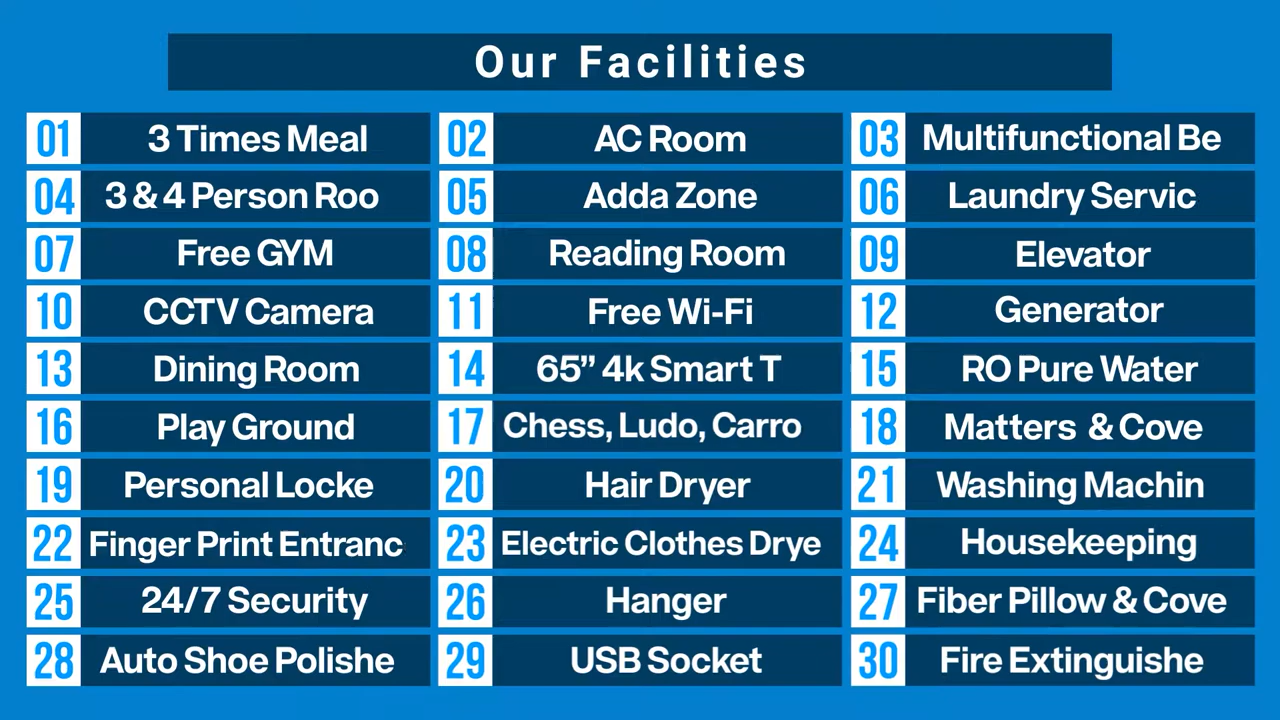 Our Facilities
01 3 Times Meal
02 AC Room
03 Multifunctional Be
04 3 & 4 Person Roo
05 Adda Zone
06 Laundry Servic
07 Free GYM
08 Reading Room
09 Elevator
10 CCTV Camera
11 Free Wi-Fi
12 Generator
13 Dining Room
14 65” 4k Smart T
15 RO Pure Water
16 Play Ground
17 Chess, Ludo, Carro
18 Matters & Cove
19 Personal Locke
20 Hair Dryer
21 Washing Machin
22 Finger Print Entranc
23 Electric Clothes Drye
24 Housekeeping
25 24/7 Security
26 Hanger
27 Fiber Pillow & Cove
28 Auto Shoe Polishe
29 USB Socket
30 Fire Extinguishe